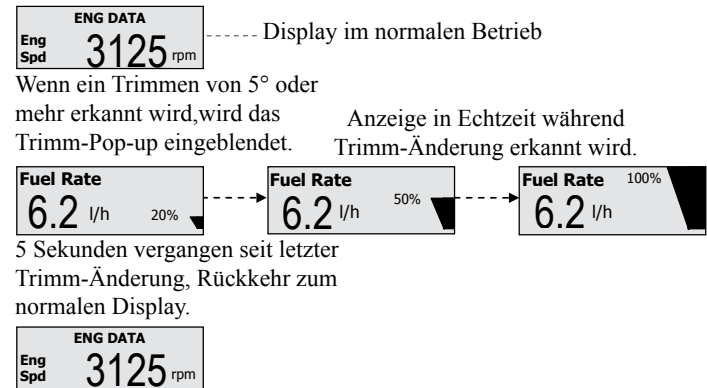 ENG DATA
Eng Spd 3125 rpm
Display im normalen Betrieb
Wenn ein Trimmen von 5° oder
mehr erkannt wird,wird das
Trimm-Pop-up eingeblendet.
Anzeige in Echtzeit während
Trimm-Änderung erkannt wird.
Fuel Rate
6.2 l/h 20%
Fuel Rate
6.2 l/h 50%
Fuel Rate 100%
6.2 l/h
5 Sekunden vergangen seit letzter
Trimm-Änderung, Rückkehr zum
normalen Display.
ENG DATA
Eng Spd 3125 rpm